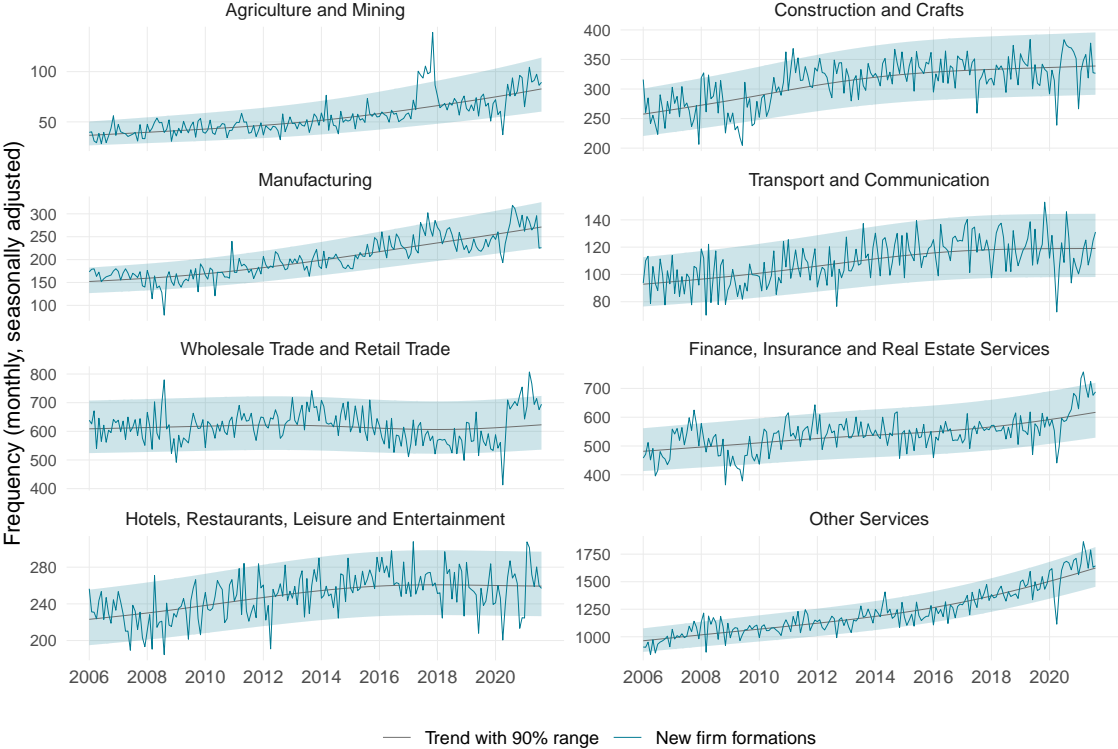 Frequency (monthly, seasonally adjusted)
Agriculture and Mining
100
50
Construction and Crafts
400
350
300
250
200
Manufacturing
300
250
200
150
100
Transport and Communication
140
120
100
80
Wholesale Trade and Retail Trade
800
700
600
500
400
Finance, Insurance and Real Estate Services
700
600
500
400
Hotels, Restaurants, Leisure and Entertainment
280
240
200
2006 2008 2010 2012 2014 2016 2018 2020
Other Services
1750
1500
1250
1000
2006 2008 2010 2012 2014 2016 2018 2020
Trend with 90% range New firm formations